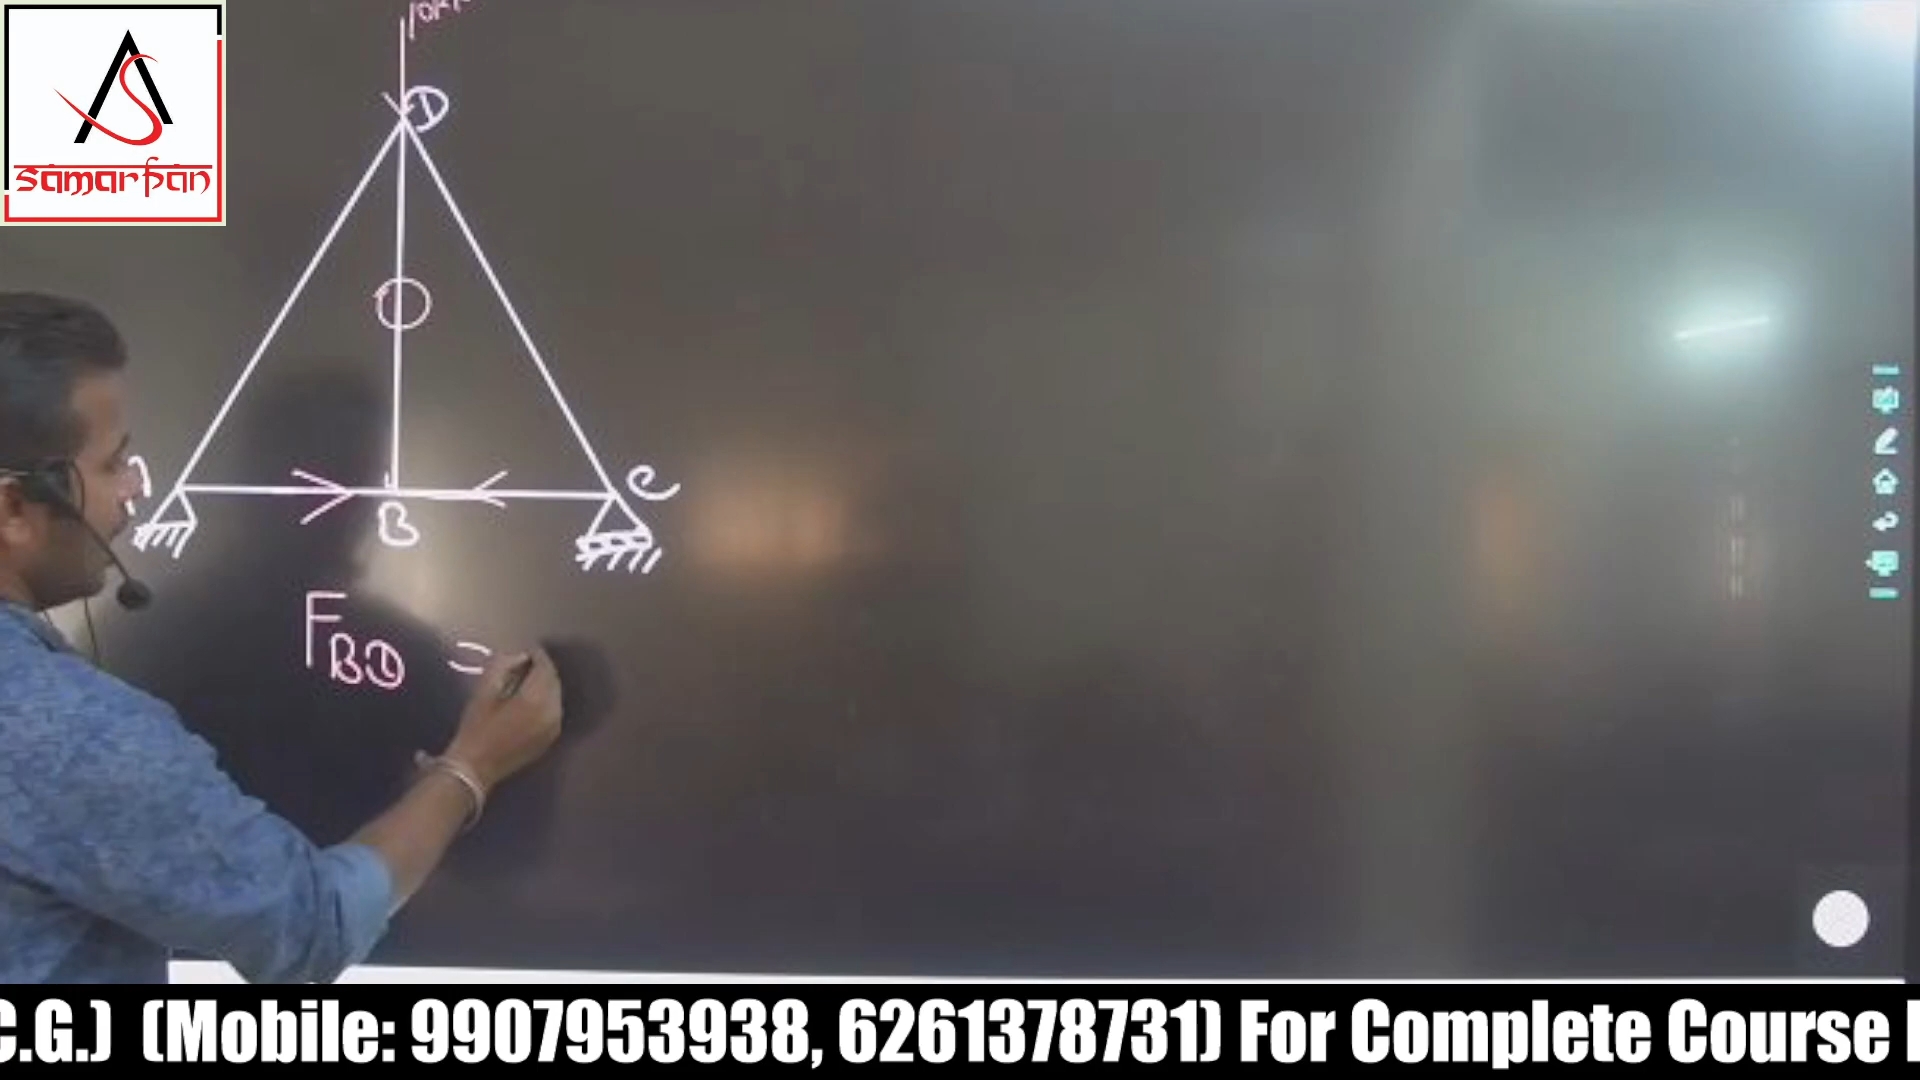 SAMARPAN
D
B
C
F_BD =
C.G.) (Mobile: 9907953938, 6261378731) For Complete Course